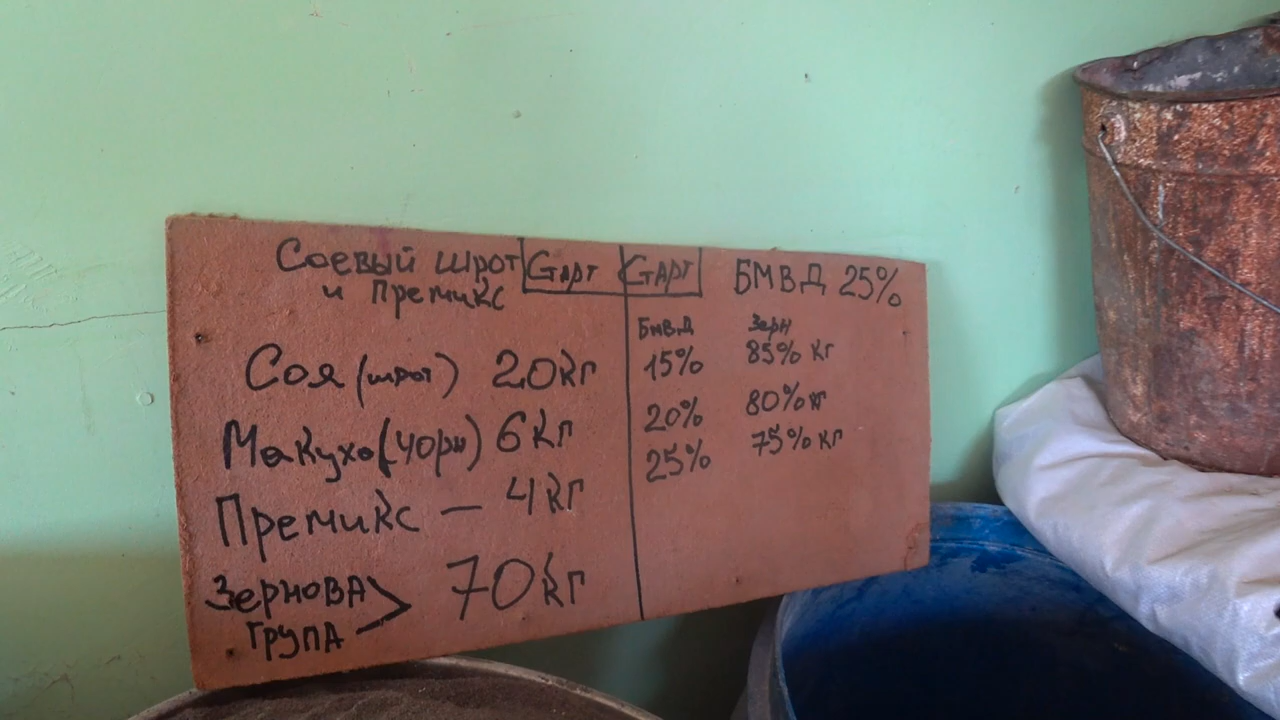 Соевый шрот Старт
и премикс
Соя (шрот) 20кг
Макуха (чорн) 6кг
Премикс — 4кг
Зернова
група
70кг
Старт БМВД 25%
БМВД Зерн
15% 85% кг
20% 80% кг
25% 75% кг